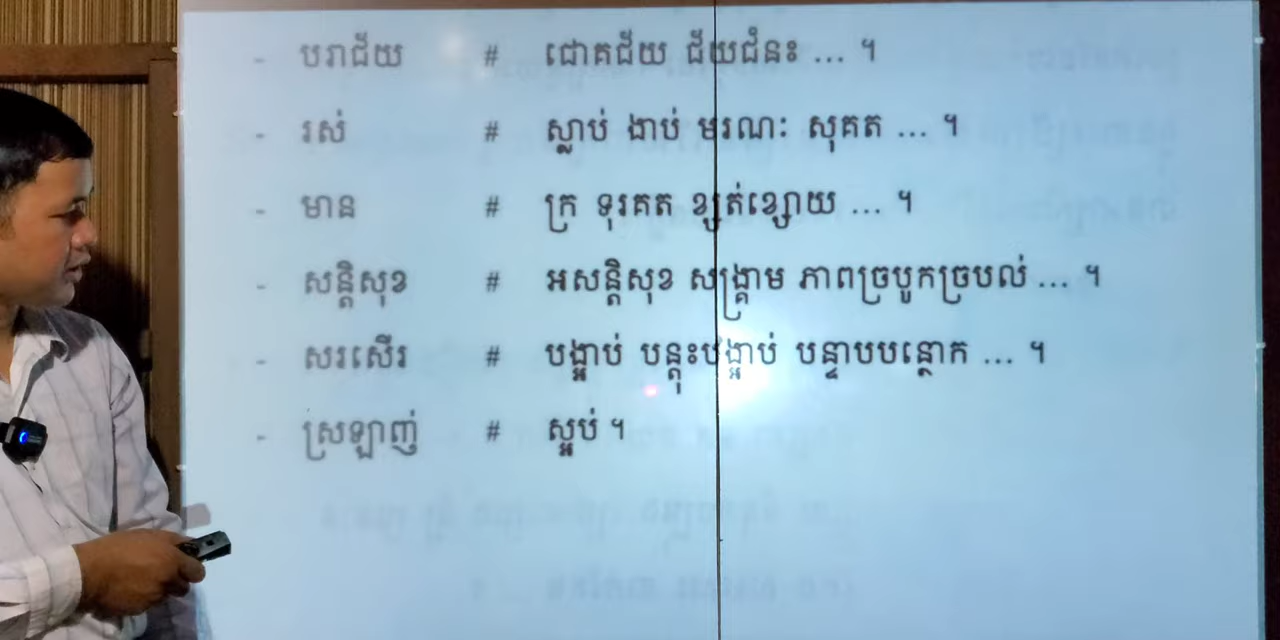 - បរាជ័យ # ជោគជ័យ ជ័យជំនះ ... ។
- រស់ # ស្លាប់ ងាប់ មរណៈ សុគត ... ។
- មាន # ក្រ ទុរគត ខ្សត់ខ្សោយ ... ។
- សន្តិសុខ # អសន្តិសុខ សង្គ្រាម ភាពច្របូកច្របល់ ... ។
- សរសើរ # បង្អាប់ បន្តុះបង្អាប់ បន្ទាបបន្ថោក ... ។
- ស្រឡាញ់ # ស្អប់ ។